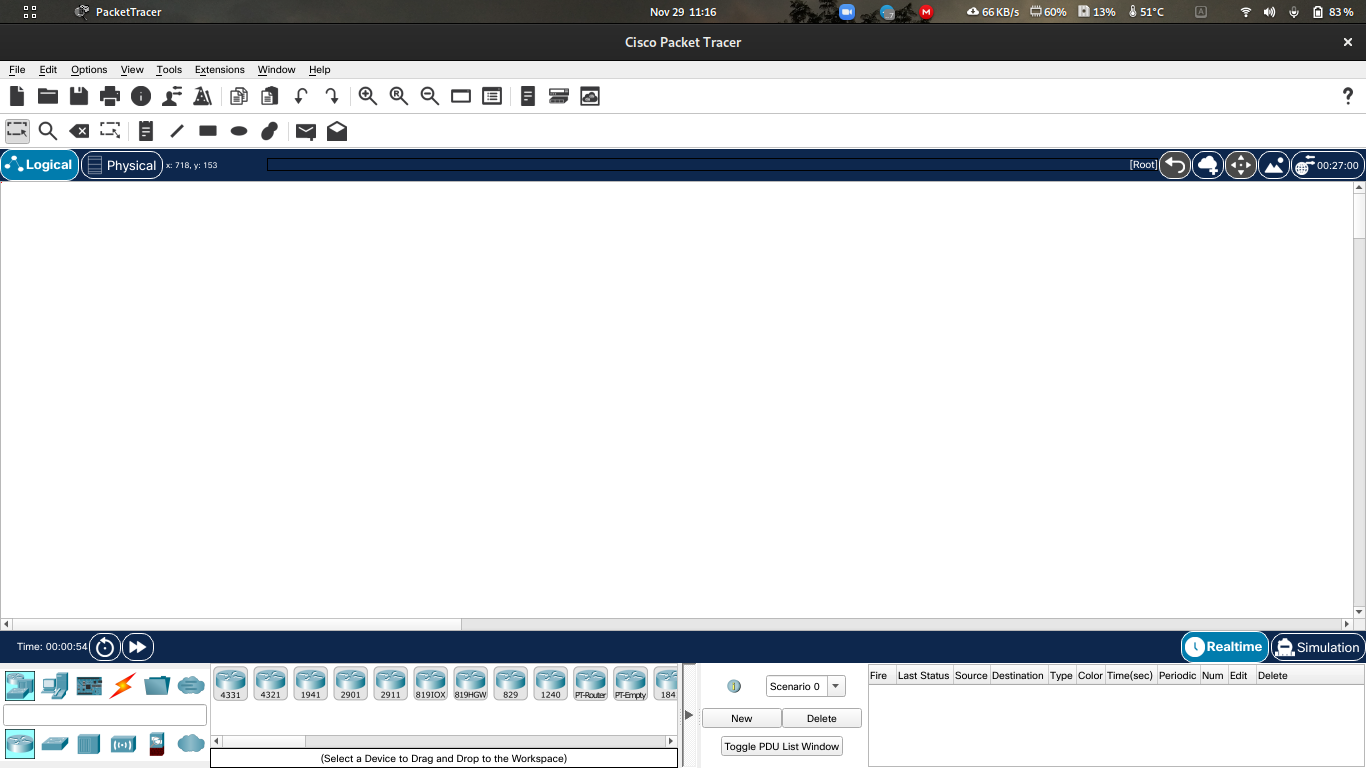 PacketTracer Nov 29 11:16 66 KB/s 60% 13% 51°C A 83 %
Cisco Packet Tracer
File Edit Options View Tools Extensions Window Help
Logical Physical x: 718, y: 153 [Root] 00:27:00
Time: 00:00:54 Realtime Simulation
4331 4321 1941 2901 2911 819IOX 819HGW 829 1240 PT-Router PT-Empty 184
Scenario 0
Fire Last Status Source Destination Type Color Time(sec) Periodic Num Edit Delete
New Delete
Toggle PDU List Window
(Select a Device to Drag and Drop to the Workspace)